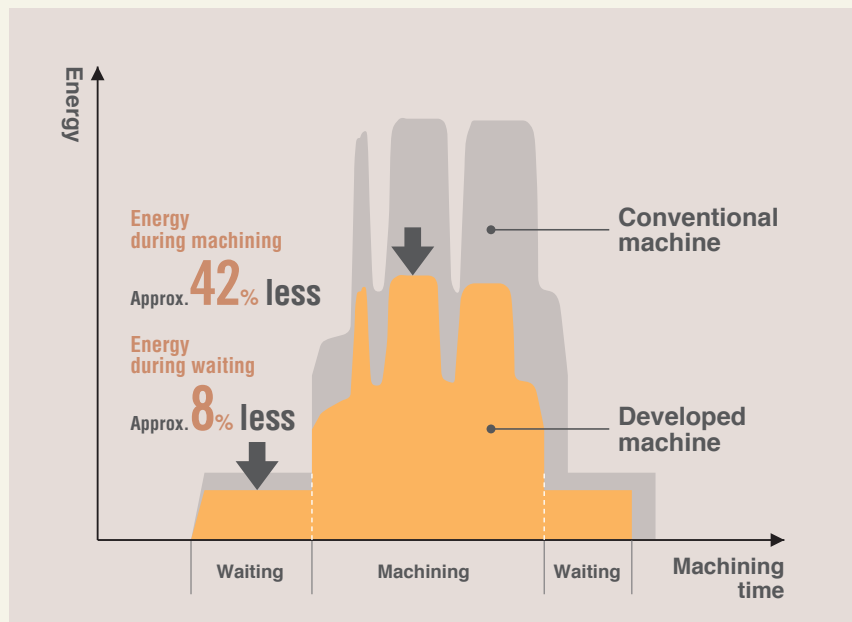 Energy
Energy
during machining
Approx. 42% less
Energy
during waiting
Approx. 8% less
Conventional
machine
Developed
machine
Waiting
Machining
Waiting
Machining
time